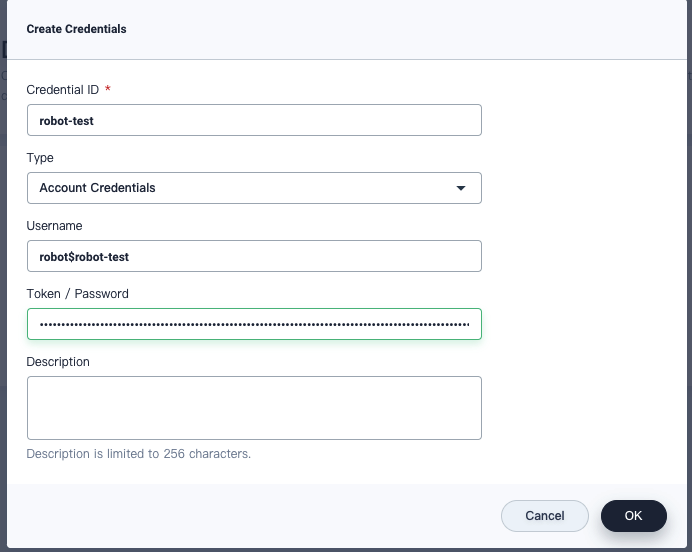 Create Credentials
Credential ID *
robot-test
Type
Account Credentials
Username
robot$robot-test
Token / Password
Description
Description is limited to 256 characters.
Cancel
OK